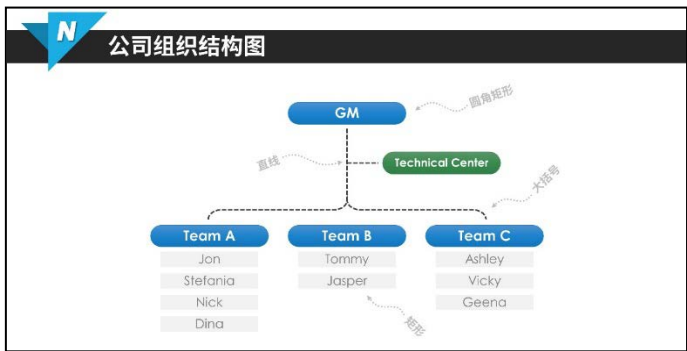 N
公司组织结构图
GM
圆角矩形
直线
Technical Center
大括号
Team A
Team B
Team C
Jon
Tommy
Ashley
Stefania
Jasper
Vicky
Nick
Geena
Dina
矩形